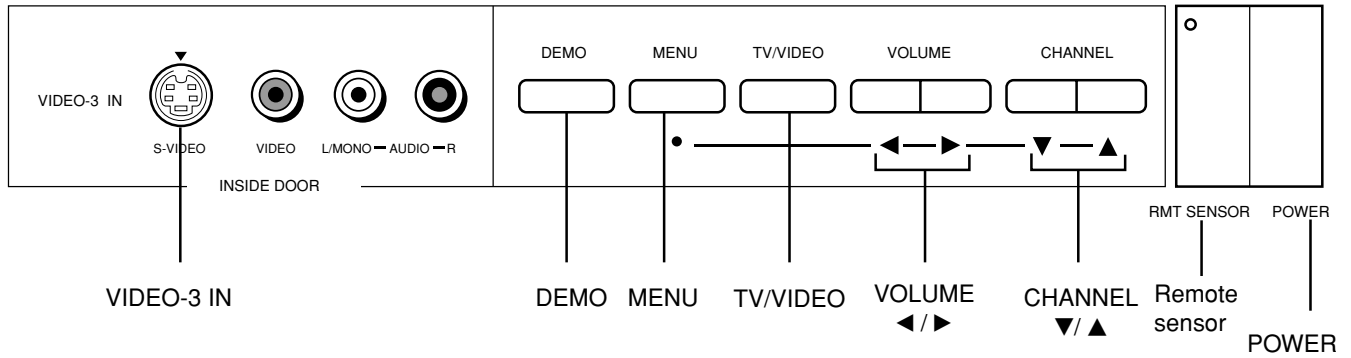 DEMO MENU TV/VIDEO VOLUME CHANNEL
VIDEO-3 IN
S-VIDEO VIDEO L/MONO AUDIO R
INSIDE DOOR
RMT SENSOR POWER
VIDEO-3 IN DEMO MENU TV/VIDEO VOLUME CHANNEL Remote
◀ / ▶ ▼/ ▲ sensor
POWER